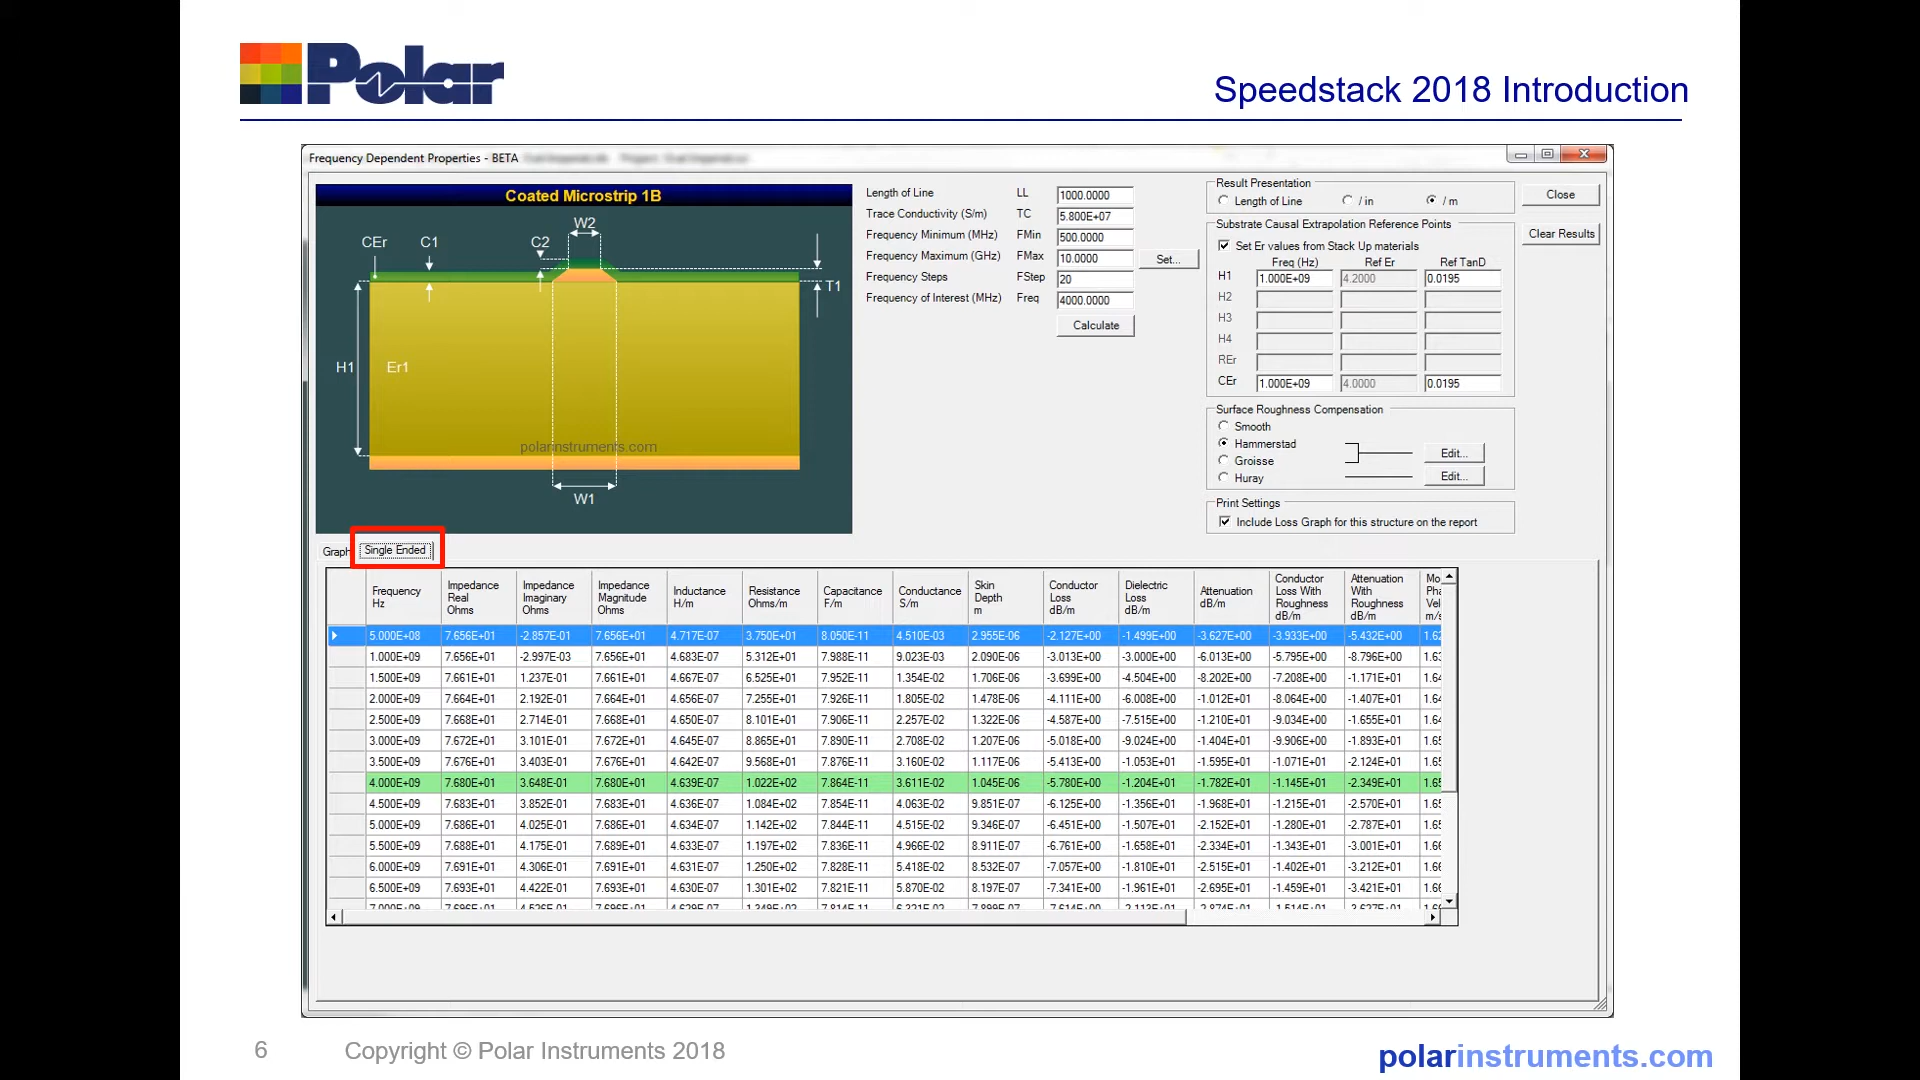 Polar
Speedstack 2018 Introduction
Frequency Dependent Properties - BETA
Coated Microstrip 1B
W2
CEr
C1
C2
T1
H1
Er1
polarinstruments.com
W1
Length of Line LL 1000.0000
Trace Conductivity (S/m) TC 5.800E+07
Frequency Minimum (MHz) FMin 500.0000
Frequency Maximum (GHz) FMax 10.0000 Set...
Frequency Steps FStep 20
Frequency of Interest (MHz) Freq 4000.0000
Calculate
Result Presentation
Length of Line / in / m
Close
Clear Results
Substrate Causal Extrapolation Reference Points
Set Er values from Stack Up materials
Freq (Hz) Ref Er Ref TanD
H1 1.000E+09 4.2000 0.0195
H2
H3
H4
REr
CEr 1.000E+09 4.0000 0.0195
Surface Roughness Compensation
Smooth
Hammerstad Edit...
Groisse
Huray Edit...
Print Settings
Include Loss Graph for this structure on the report
Graph Single Ended
Frequency Hz Impedance Real Ohms Impedance Imaginary Ohms Impedance Magnitude Ohms Inductance H/m Resistance Ohms/m Capacitance F/m Conductance S/m Skin Depth m Conductor Loss dB/m Dielectric Loss dB/m Attenuation dB/m Conductor Loss With Roughness dB/m Attenuation With Roughness dB/m Mo Pha Vel m/s
5.000E+08 7.656E+01 -2.857E-01 7.656E+01 4.717E-07 3.750E+01 8.050E-11 4.510E-03 2.955E-06 -2.127E+00 -1.499E+00 -3.627E+00 -3.933E+00 -5.432E+00 1.62
1.000E+09 7.656E+01 -2.997E-03 7.656E+01 4.683E-07 5.312E+01 7.988E-11 9.023E-03 2.090E-06 -3.013E+00 -3.000E+00 -6.013E+00 -5.795E+00 -8.796E+00 1.63
1.500E+09 7.661E+01 1.237E-01 7.661E+01 4.667E-07 6.525E+01 7.952E-11 1.354E-02 1.706E-06 -3.699E+00 -4.504E+00 -8.202E+00 -7.208E+00 -1.171E+01 1.64
2.000E+09 7.664E+01 2.192E-01 7.664E+01 4.656E-07 7.255E+01 7.926E-11 1.805E-02 1.478E-06 -4.111E+00 -6.008E+00 -1.012E+01 -8.064E+00 -1.407E+01 1.64
2.500E+09 7.668E+01 2.714E-01 7.668E+01 4.650E-07 8.101E+01 7.906E-11 2.257E-02 1.322E-06 -4.587E+00 -7.515E+00 -1.210E+01 -9.034E+00 -1.655E+01 1.64
3.000E+09 7.672E+01 3.101E-01 7.672E+01 4.645E-07 8.865E+01 7.890E-11 2.708E-02 1.207E-06 -5.018E+00 -9.024E+00 -1.404E+01 -9.906E+00 -1.893E+01 1.65
3.500E+09 7.676E+01 3.403E-01 7.676E+01 4.642E-07 9.568E+01 7.876E-11 3.160E-02 1.117E-06 -5.413E+00 -1.053E+01 -1.595E+01 -1.071E+01 -2.124E+01 1.65
4.000E+09 7.680E+01 3.648E-01 7.680E+01 4.639E-07 1.022E+02 7.864E-11 3.611E-02 1.045E-06 -5.780E+00 -1.204E+01 -1.782E+01 -1.145E+01 -2.349E+01 1.65
4.500E+09 7.683E+01 3.852E-01 7.683E+01 4.636E-07 1.084E+02 7.854E-11 4.063E-02 9.851E-07 -6.125E+00 -1.356E+01 -1.968E+01 -1.215E+01 -2.570E+01 1.65
5.000E+09 7.686E+01 4.025E-01 7.686E+01 4.634E-07 1.142E+02 7.844E-11 4.515E-02 9.346E-07 -6.451E+00 -1.507E+01 -2.152E+01 -1.280E+01 -2.787E+01 1.65
5.500E+09 7.688E+01 4.175E-01 7.689E+01 4.633E-07 1.197E+02 7.836E-11 4.966E-02 8.911E-07 -6.761E+00 -1.658E+01 -2.334E+01 -1.343E+01 -3.001E+01 1.66
6.000E+09 7.691E+01 4.306E-01 7.691E+01 4.631E-07 1.250E+02 7.828E-11 5.418E-02 8.532E-07 -7.057E+00 -1.810E+01 -2.515E+01 -1.402E+01 -3.212E+01 1.66
6.500E+09 7.693E+01 4.422E-01 7.693E+01 4.630E-07 1.301E+02 7.821E-11 5.870E-02 8.197E-07 -7.341E+00 -1.961E+01 -2.695E+01 -1.459E+01 -3.421E+01 1.66
6 Copyright © Polar Instruments 2018
polarinstruments.com